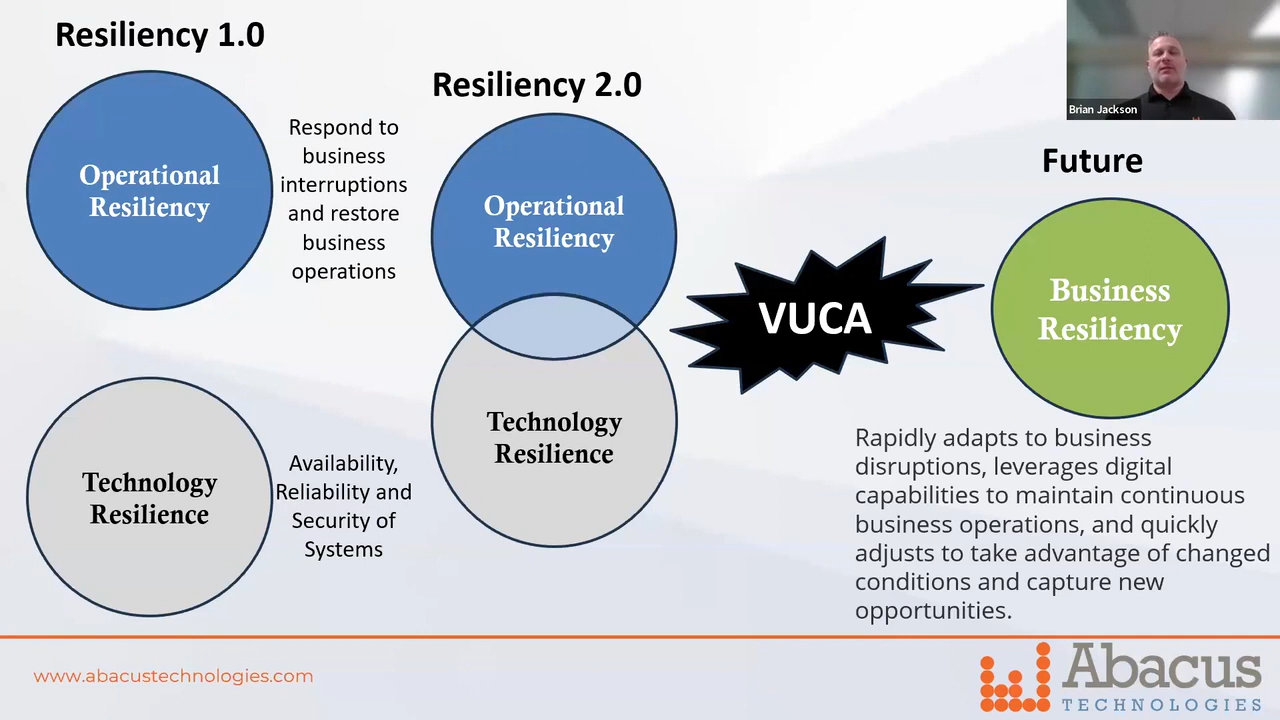 Resiliency 1.0
Operational
Resiliency
Respond to
business
interruptions
and restore
business
operations
Technology
Resilience
Availability,
Reliability and
Security of
Systems
Resiliency 2.0
Operational
Resiliency
Technology
Resilience
VUCA
Brian Jackson
Future
Business
Resiliency
Rapidly adapts to business
disruptions, leverages digital
capabilities to maintain continuous
business operations, and quickly
adjusts to take advantage of changed
conditions and capture new
opportunities.
www.abacustechnologies.com
Abacus
TECHNOLOGIES